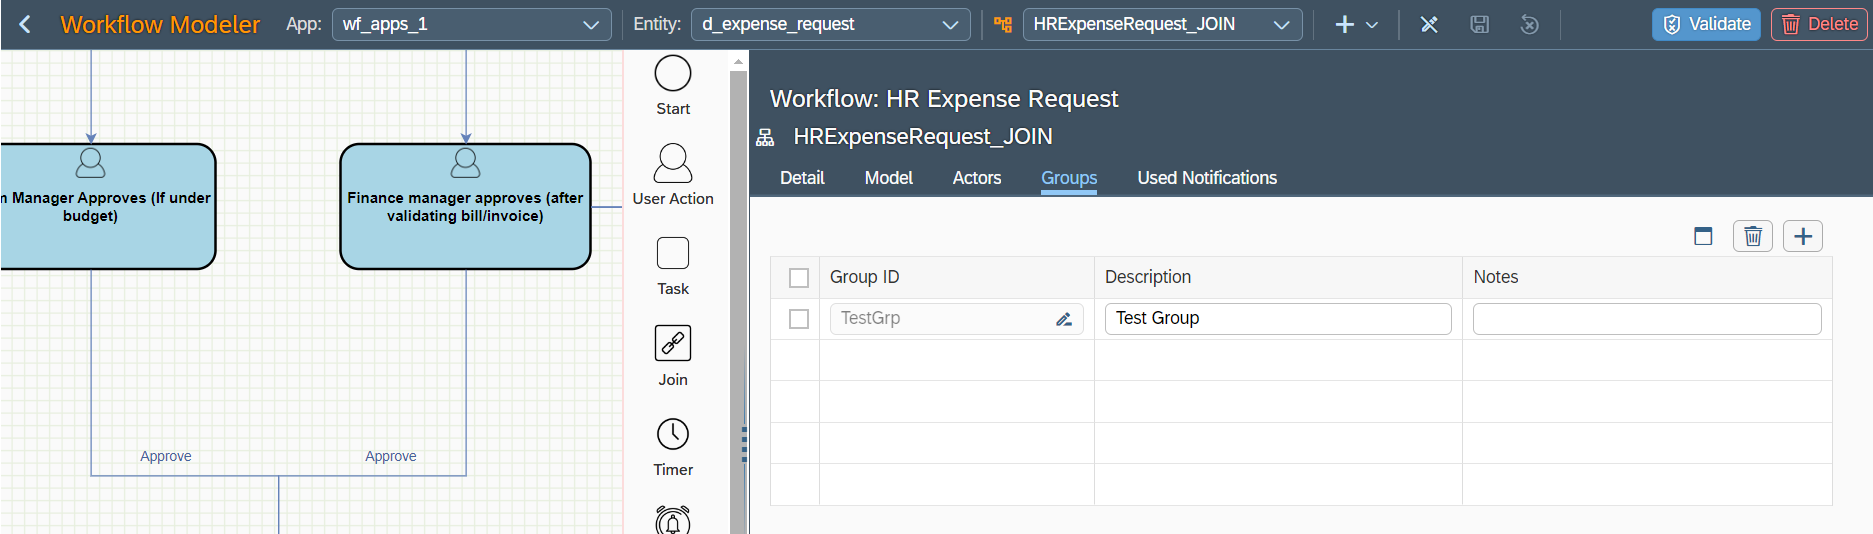 Workflow Modeler App: wf_apps_1 Entity: d_expense_request HRExpenseRequest_JOIN Validate Delete
Manager Approves (If under
budget)
Finance manager approves (after
validating bill/invoice)
Approve
Approve
Start
User Action
Task
Join
Timer
Workflow: HR Expense Request
HRExpenseRequest_JOIN
Detail Model Actors Groups Used Notifications
Group ID Description Notes
TestGrp Test Group